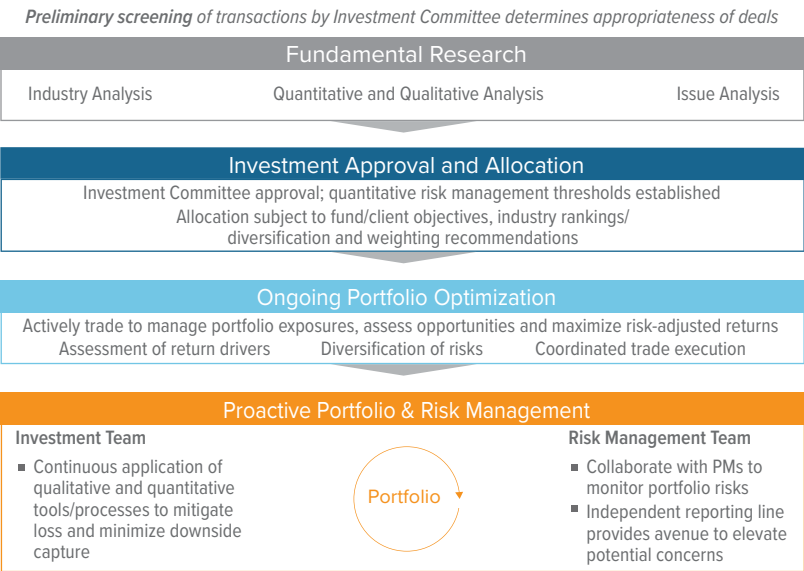 Preliminary screening of transactions by Investment Committee determines appropriateness of deals
Fundamental Research
Industry Analysis Quantitative and Qualitative Analysis Issue Analysis
Investment Approval and Allocation
Investment Committee approval; quantitative risk management thresholds established
Allocation subject to fund/client objectives, industry rankings/
diversification and weighting recommendations
Ongoing Portfolio Optimization
Actively trade to manage portfolio exposures, assess opportunities and maximize risk-adjusted returns
Assessment of return drivers Diversification of risks Coordinated trade execution
Proactive Portfolio & Risk Management
Investment Team
Continuous application of
qualitative and quantitative
tools/processes to mitigate
loss and minimize downside
capture
Portfolio
Risk Management Team
Collaborate with PMs to
monitor portfolio risks
Independent reporting line
provides avenue to elevate
potential concerns